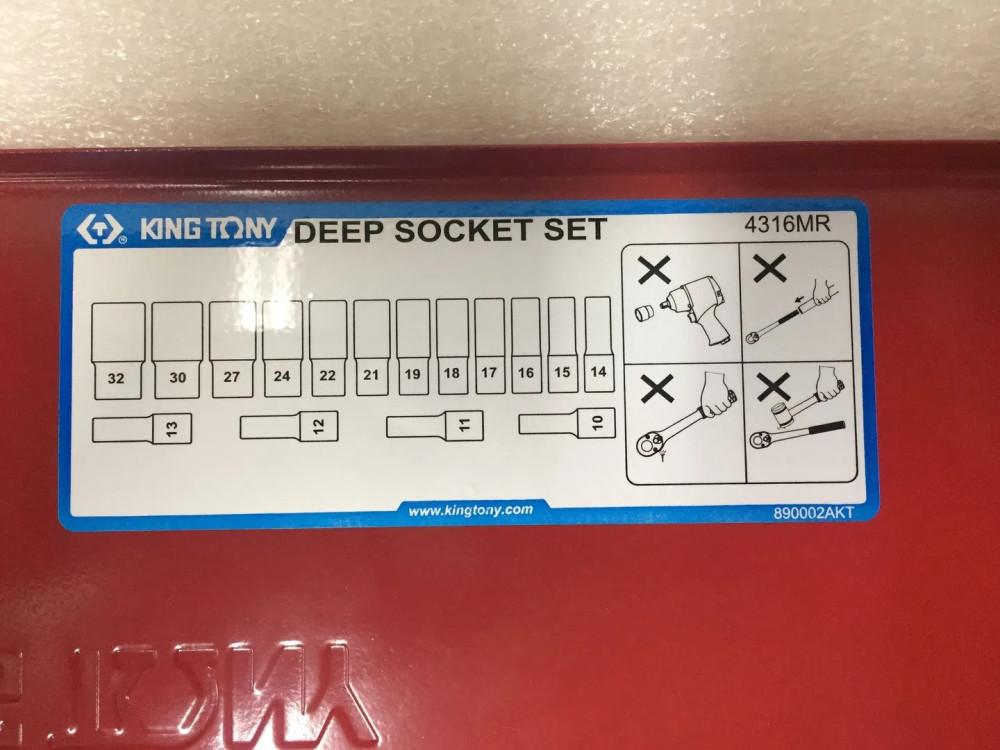 KING TONY DEEP SOCKET SET 4316MR
32 30 27 24 22 21 19 18 17 16 15 14
13 12 11 10
www.kingtony.com
890002AKT